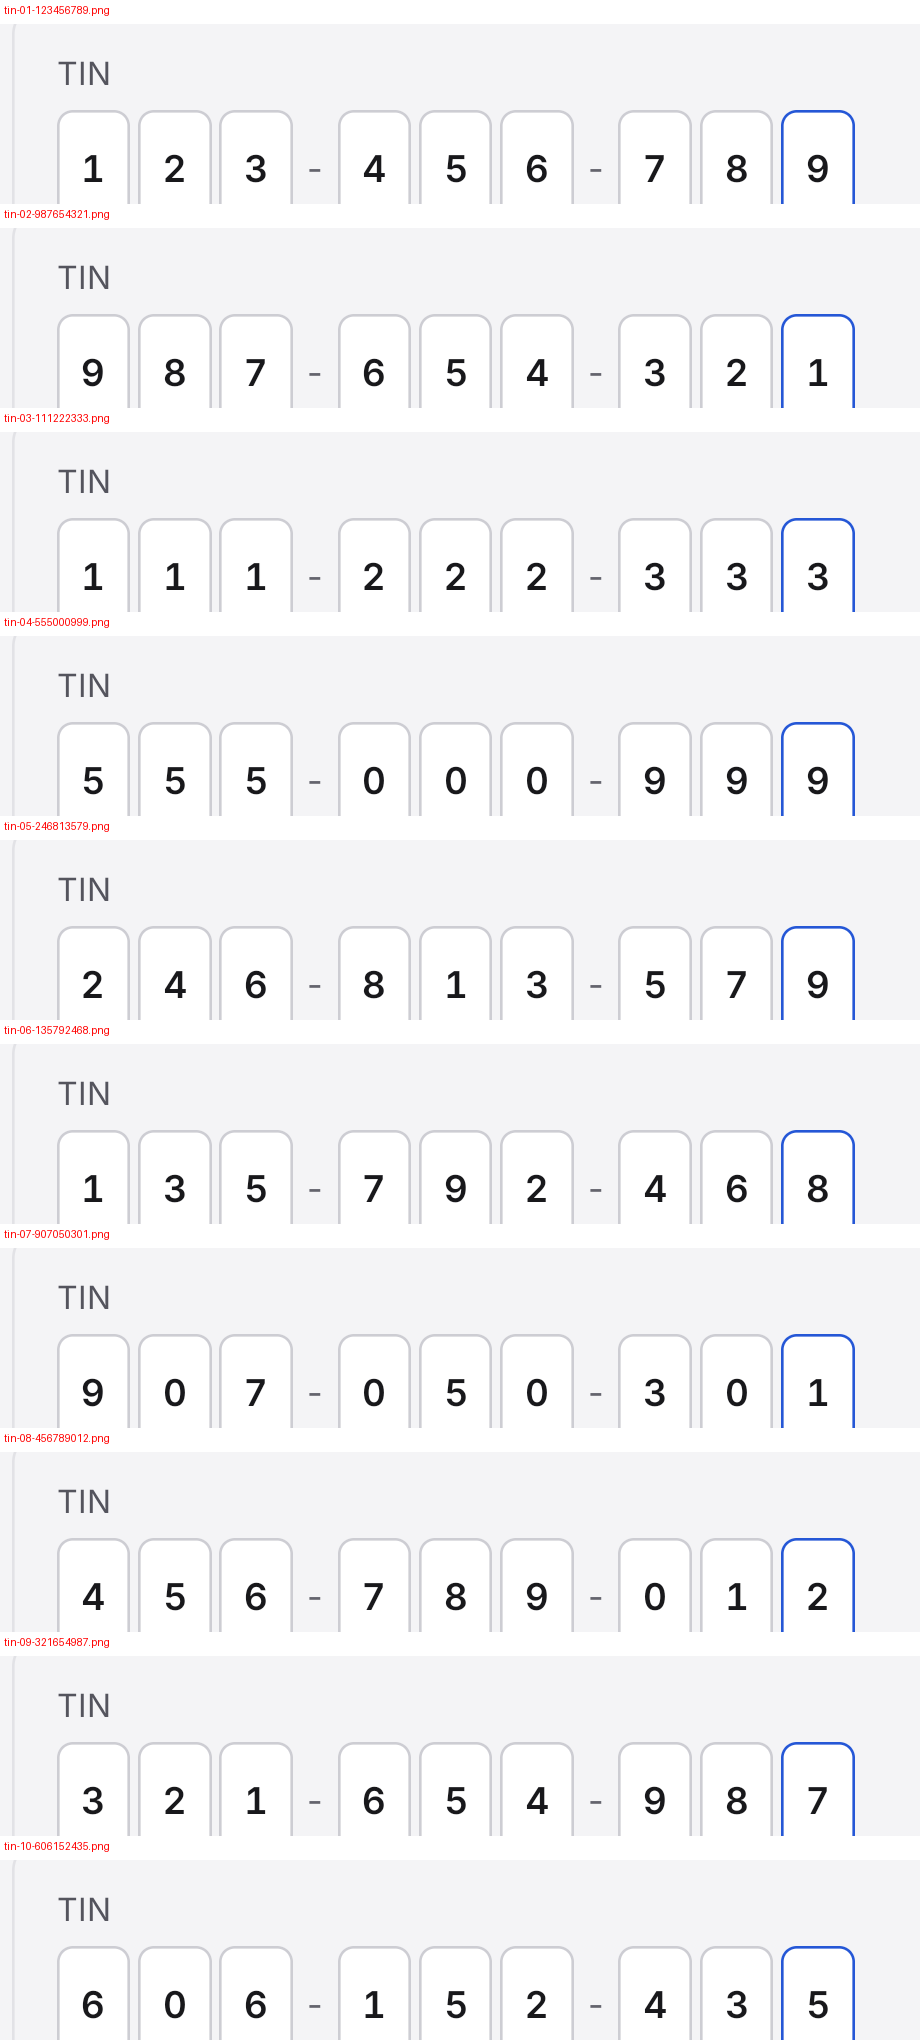 tin-01-123456789.png
TIN
1 2 3 - 4 5 6 - 7 8 9
tin-02-987654321.png
TIN
9 8 7 - 6 5 4 - 3 2 1
tin-03-111222333.png
TIN
1 1 1 - 2 2 2 - 3 3 3
tin-04-555000999.png
TIN
5 5 5 - 0 0 0 - 9 9 9
tin-05-246813579.png
TIN
2 4 6 - 8 1 3 - 5 7 9
tin-06-135792468.png
TIN
1 3 5 - 7 9 2 - 4 6 8
tin-07-907050301.png
TIN
9 0 7 - 0 5 0 - 3 0 1
tin-08-456789012.png
TIN
4 5 6 - 7 8 9 - 0 1 2
tin-09-321654987.png
TIN
3 2 1 - 6 5 4 - 9 8 7
tin-10-606152435.png
TIN
6 0 6 - 1 5 2 - 4 3 5